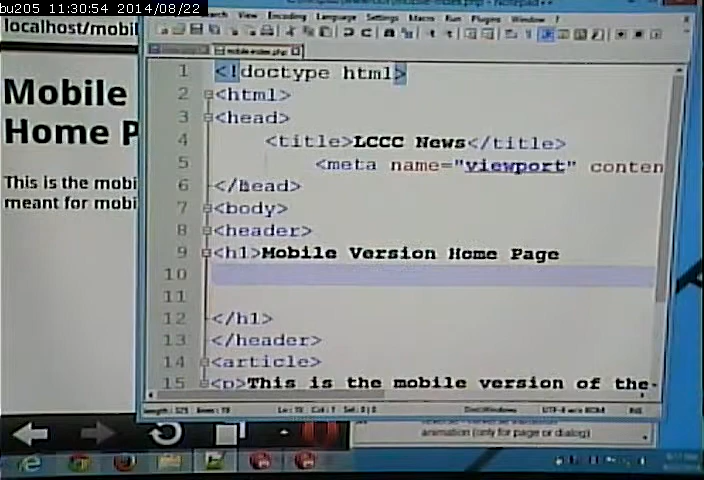 bu205 11:30:54 2014/08/22
localhost/mobil
Mobile
Home P
This is the mobi
meant for mobi
View Encoding Language Settings Macro Run Plugins Window ?
mobile-index.php
1 <!doctype html>
2 <html>
3 <head>
4 <title>LCCC News</title>
5 <meta name="viewport" conten
6 </head>
7 <body>
8 <header>
9 <h1>Mobile Version Home Page
10
11
12 </h1>
13 </header>
14 <article>
15 <p>This is the mobile version of the
animation (only for page or dialog)